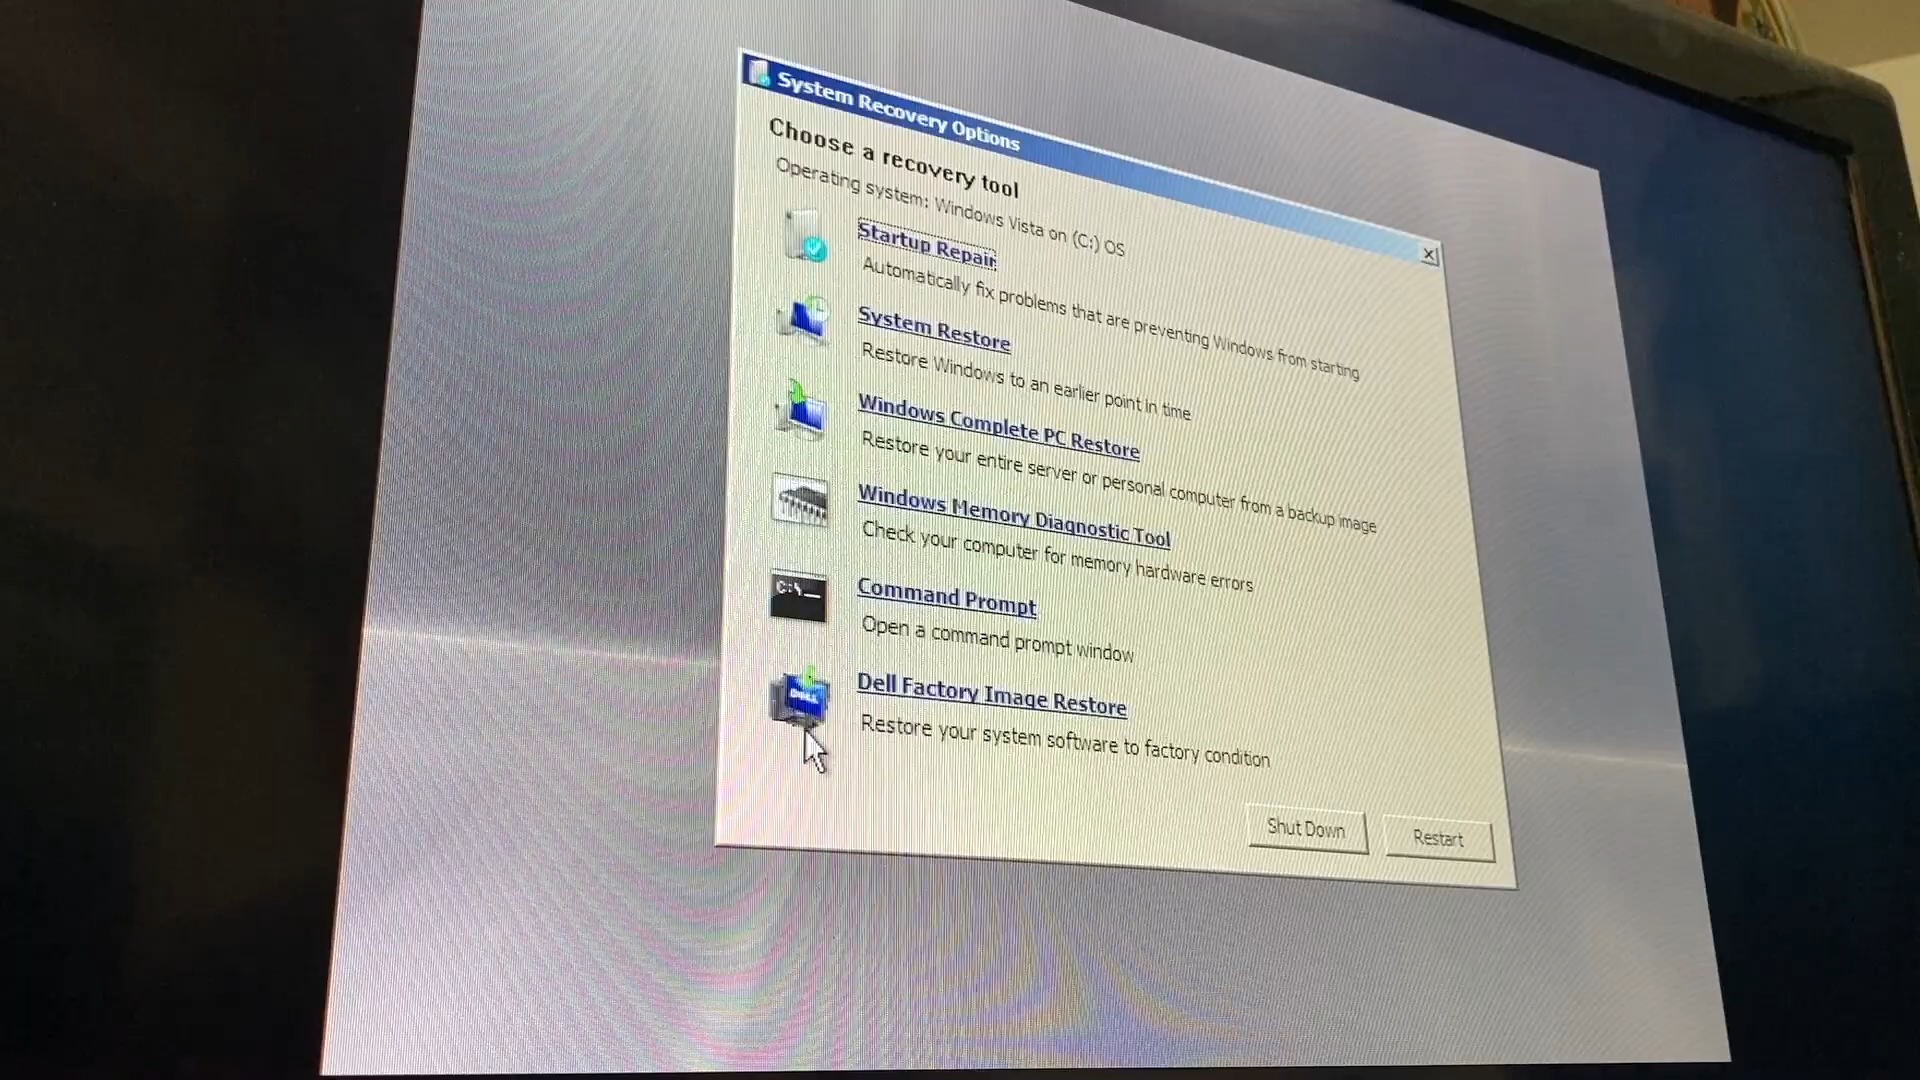 System Recovery Options
Choose a recovery tool
Operating system: Windows Vista on (C:) OS
Startup Repair
Automatically fix problems that are preventing Windows from starting
System Restore
Restore Windows to an earlier point in time
Windows Complete PC Restore
Restore your entire server or personal computer from a backup image
Windows Memory Diagnostic Tool
Check your computer for memory hardware errors
C:\_
Command Prompt
Open a command prompt window
DELL
Dell Factory Image Restore
Restore your system software to factory condition
Shut Down
Restart